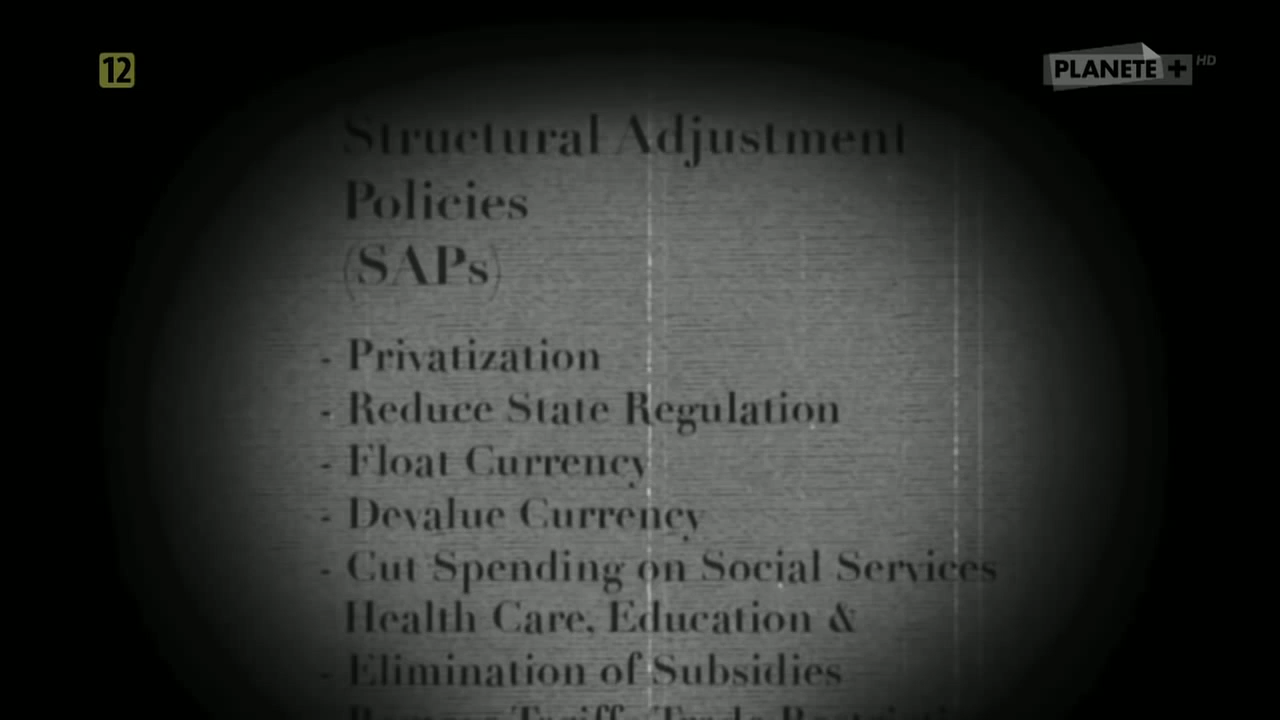 12
PLANETE + HD
Structural Adjustment
Policies
(SAPs)
- Privatization
- Reduce State Regulation
- Float Currency
- Devalue Currency
- Cut Spending on Social Services
Health Care, Education &
- Elimination of Subsidies